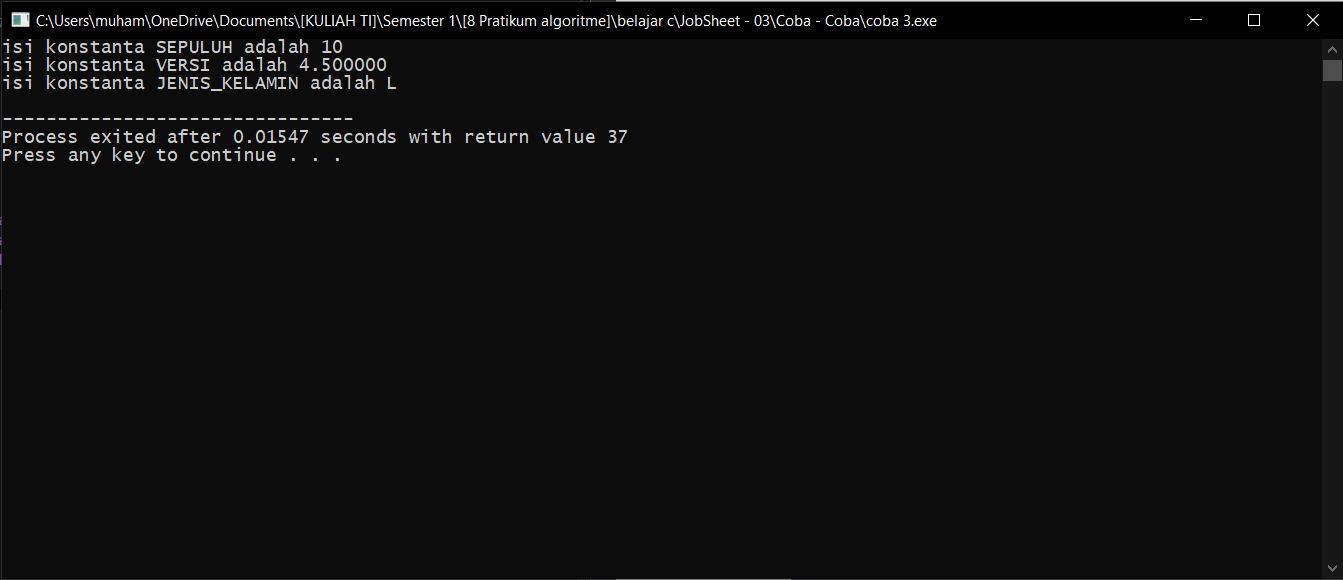 C:\Users\muham\OneDrive\Documents\[KULIAH TI]\Semester 1\[8 Pratikum algoritme]\belajar c\JobSheet - 03\Coba - Coba\coba 3.exe
isi konstanta SEPULUH adalah 10
isi konstanta VERSI adalah 4.500000
isi konstanta JENIS_KELAMIN adalah L
--------------------------------
Process exited after 0.01547 seconds with return value 37
Press any key to continue . . .